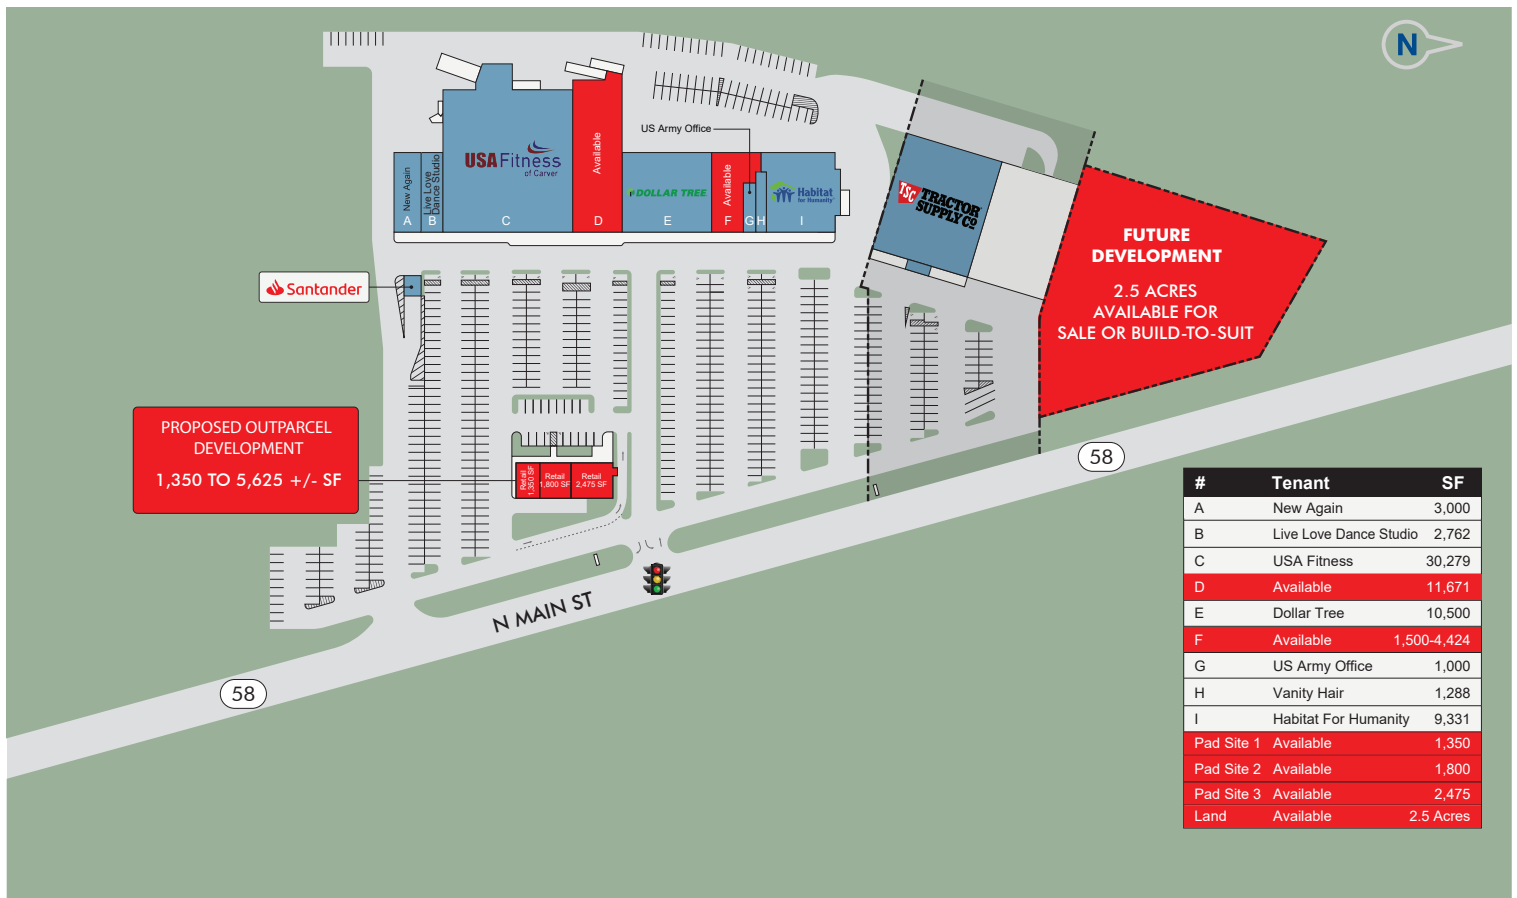 N
US Army Office
New Again
Live Love
Dance Studio
USA Fitness
of Carver
Available
DOLLAR TREE
Available
Habitat
for Humanity
A
B
C
D
E
F
G
H
I
TSC
TRACTOR
SUPPLY CO
FUTURE
DEVELOPMENT
2.5 ACRES
AVAILABLE FOR
SALE OR BUILD-TO-SUIT
Santander
PROPOSED OUTPARCEL
DEVELOPMENT
1,350 TO 5,625 +/- SF
Retail
1,350 SF
Retail
1,800 SF
Retail
2,475 SF
58
N MAIN ST
58
# Tenant SF
A New Again 3,000
B Live Love Dance Studio 2,762
C USA Fitness 30,279
D Available 11,671
E Dollar Tree 10,500
F Available 1,500-4,424
G US Army Office 1,000
H Vanity Hair 1,288
I Habitat For Humanity 9,331
Pad Site 1 Available 1,350
Pad Site 2 Available 1,800
Pad Site 3 Available 2,475
Land Available 2.5 Acres